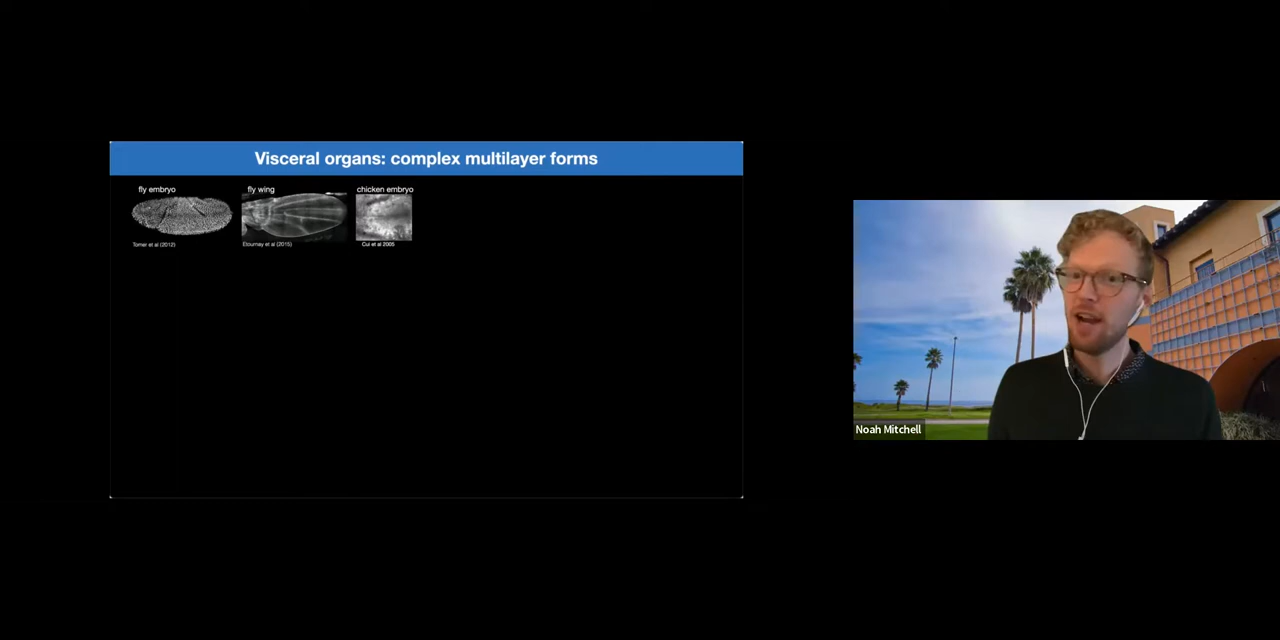 Visceral organs: complex multilayer forms
fly embryo
fly wing
chicken embryo
Tomer et al (2012)
Etournay et al (2015)
Cui et al 2005
Noah Mitchell